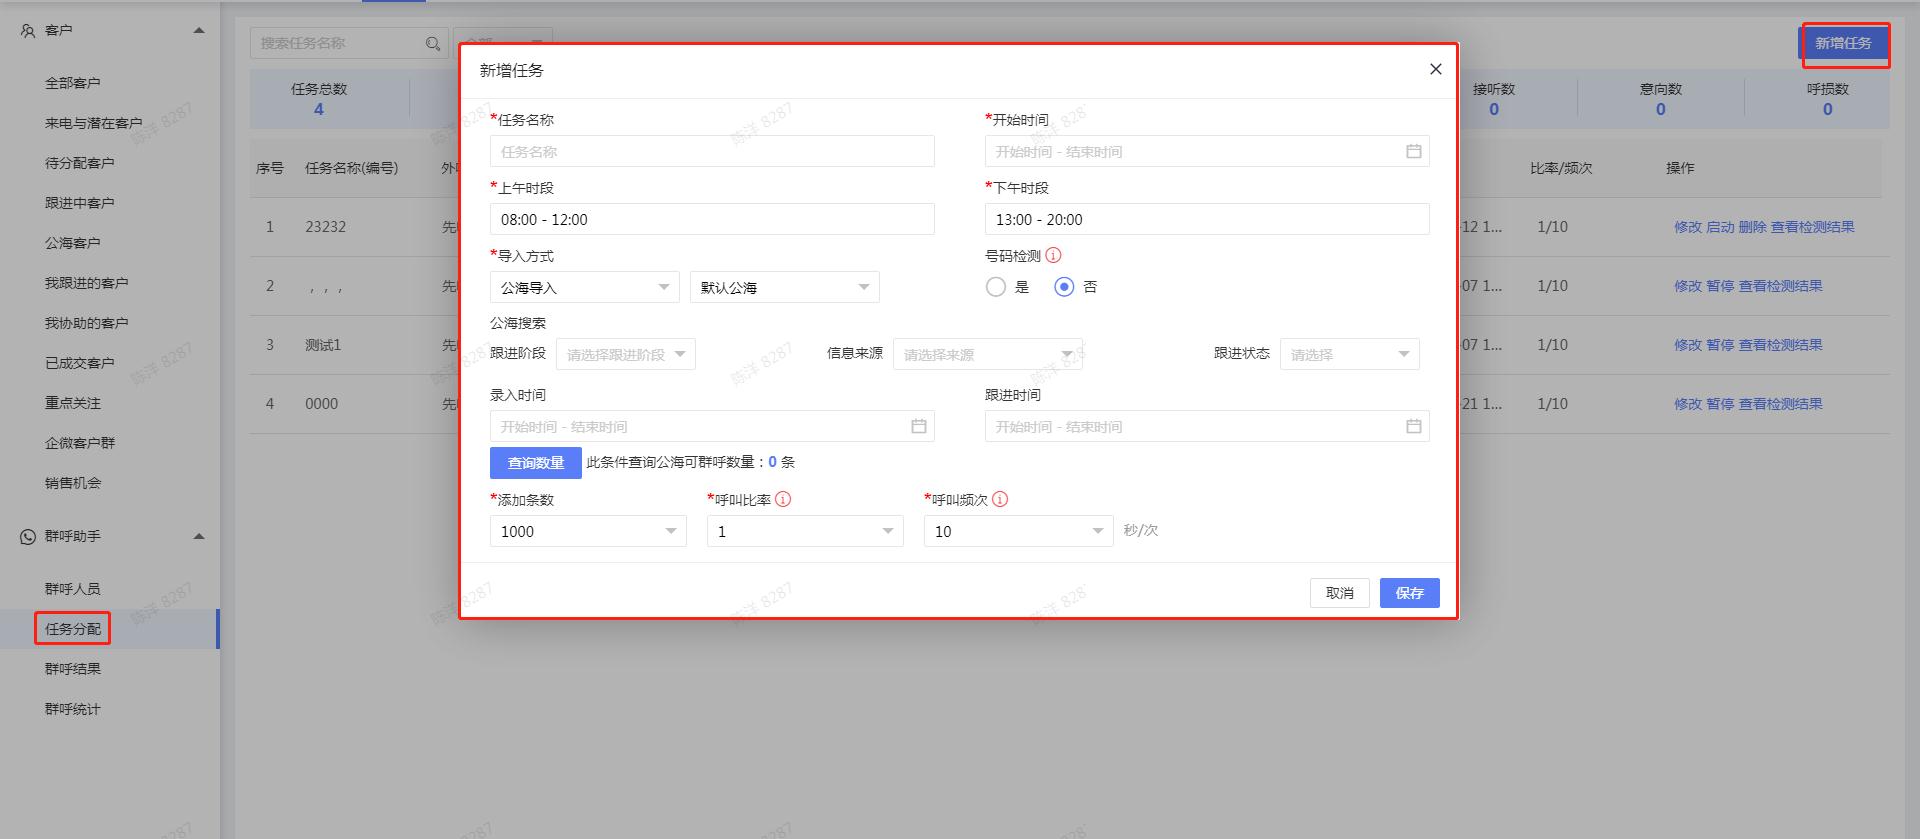 客户
全部客户
来电与潜在客户
待分配客户
跟进中客户
公海客户
我跟进的客户
我协助的客户
已成交客户
重点关注
企微客户群
销售机会
群呼助手
群呼人员
任务分配
群呼结果
群呼统计
搜索任务名称
全部
新增任务
任务总数
4
接听数
0
意向数
0
呼损数
0
序号 任务名称(编号) 比率/频次 操作
1 23232 -12 1... 1/10 修改 启动 删除 查看检测结果
2 , , , -07 1... 1/10 修改 暂停 查看检测结果
3 测试1 -07 1... 1/10 修改 暂停 查看检测结果
4 0000 -21 1... 1/10 修改 暂停 查看检测结果
新增任务
*任务名称
任务名称
*开始时间
开始时间 - 结束时间
*上午时段
08:00 - 12:00
*下午时段
13:00 - 20:00
*导入方式
公海导入 默认公海
号码检测
是 否
公海搜索
跟进阶段 请选择跟进阶段 信息来源 请选择来源 跟进状态 请选择
录入时间
开始时间 - 结束时间
跟进时间
开始时间 - 结束时间
查询数量 此条件查询公海可群呼数量：0 条
*添加条数 *呼叫比率 *呼叫频次
1000 1 10 秒/次
取消 保存
陈洋 8287